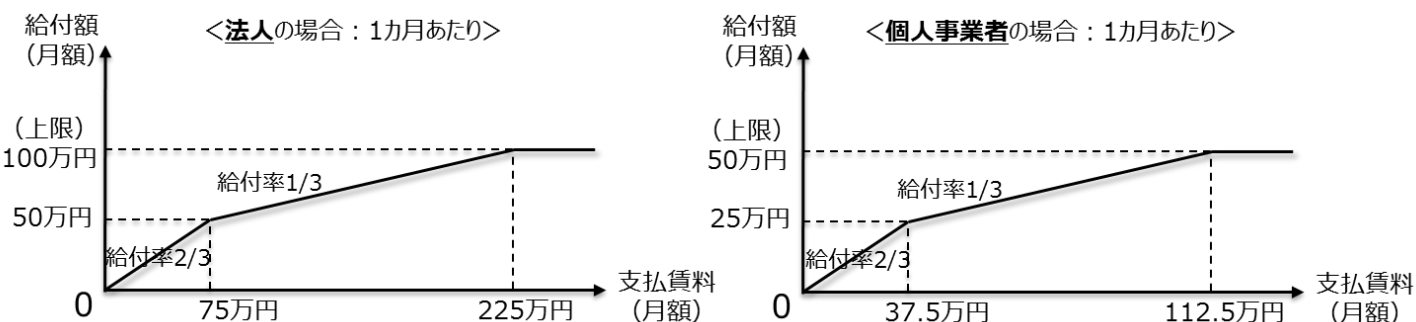 給付額
（月額）
＜法人の場合：1カ月あたり＞
（上限）
100万円
給付率1/3
50万円
給付率2/3
0
75万円
225万円
支払賃料
（月額）
給付額
（月額）
＜個人事業者の場合：1カ月あたり＞
（上限）
50万円
給付率1/3
25万円
給付率2/3
0
37.5万円
112.5万円
支払賃料
（月額）